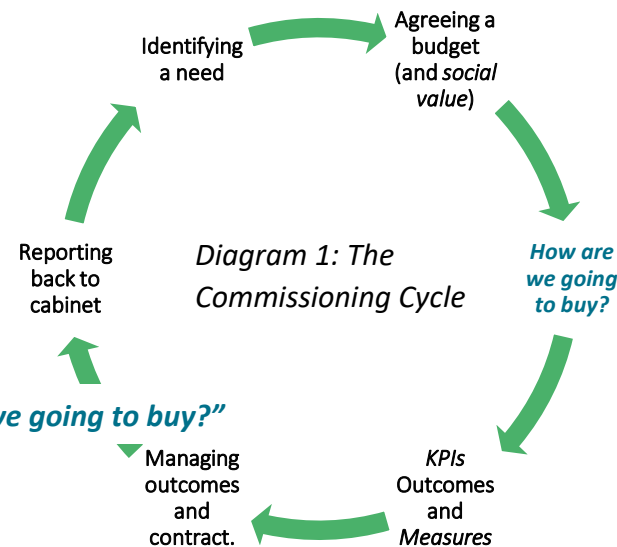 Identifying
a need
Agreeing a
budget
(and social
value)
How are
we going
to buy?
KPIs
Outcomes
and
Measures
Managing
outcomes
and
contract.
Reporting
back to
cabinet
Diagram 1: The
Commissioning Cycle
we going to buy?”